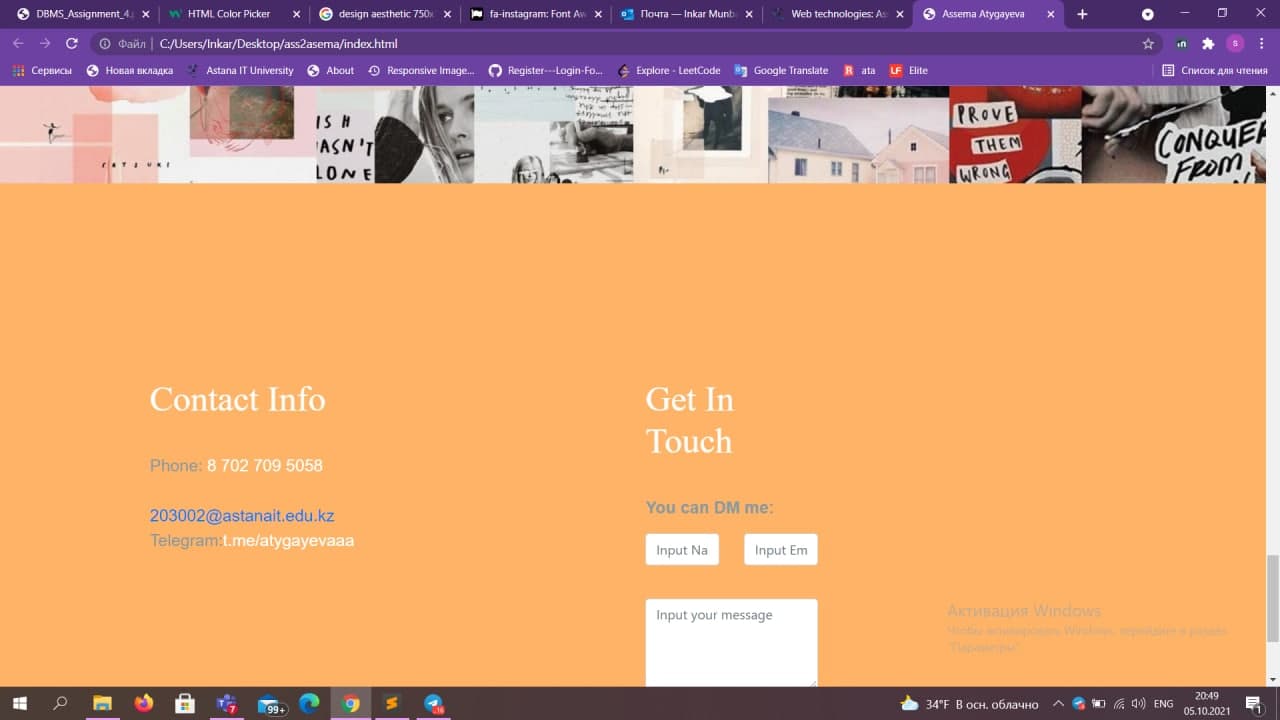 DBMS_Assignment_4.
HTML Color Picker
design aesthetic 750x
fa-instagram: Font Aw
Почта — Inkar Munb
Web technologies: As
Assema Atygayeva
Файл
C:/Users/Inkar/Desktop/ass2asema/index.html
Сервисы
Новая вкладка
Astana IT University
About
Responsive Image...
Register---Login-Fo...
Explore - LeetCode
Google Translate
ata
Elite
Список для чтения
ISH
ASN'T
LONE
PROVE
THEM
WRONG
CONQUER
FROM
Contact Info
Phone: 8 702 709 5058
203002@astanait.edu.kz
Telegram:t.me/atygayevaaa
Get In
Touch
You can DM me:
Input Na
Input Em
Input your message
Активация Windows
Чтобы активировать Windows, перейдите в раздел
"Параметры".
99+
34°F В осн. облачно
ENG
20:49
05.10.2021